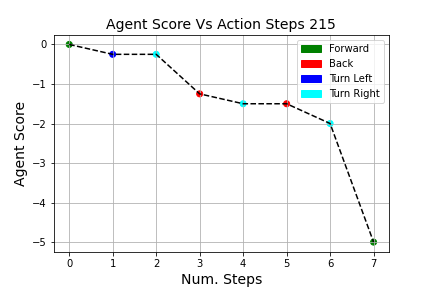 Agent Score Vs Action Steps 215
Forward
Back
Turn Left
Turn Right
Agent Score
0
−1
−2
−3
−4
−5
0 1 2 3 4 5 6 7
Num. Steps